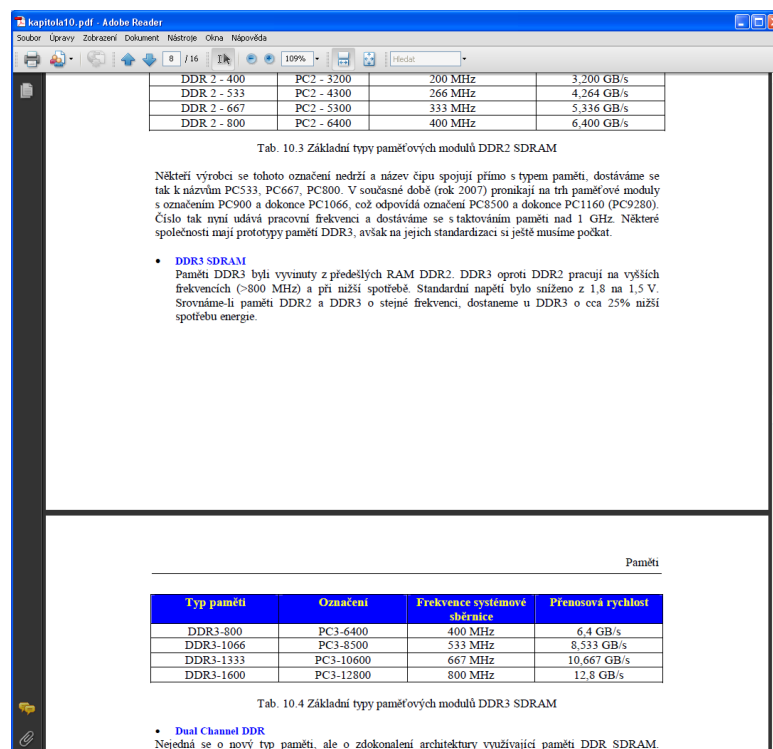 kapitola10.pdf - Adobe Reader
Soubor Úpravy Zobrazení Dokument Nástroje Okna Nápověda
8 / 16 109% Hledat
DDR 2 - 400 PC2 - 3200 200 MHz 3,200 GB/s
DDR 2 - 533 PC2 - 4300 266 MHz 4,264 GB/s
DDR 2 - 667 PC2 - 5300 333 MHz 5,336 GB/s
DDR 2 - 800 PC2 - 6400 400 MHz 6,400 GB/s
Tab. 10.3 Základní typy paměťových modulů DDR2 SDRAM
Někteří výrobci se tohoto označení nedrží a název čipu spojují přímo s typem paměti, dostáváme se
tak k názvům PC533, PC667, PC800. V současné době (rok 2007) pronikají na trh paměťové moduly
s označením PC900 a dokonce PC1066, což odpovídá označení PC8500 a dokonce PC1160 (PC9280).
Číslo tak nyní udává pracovní frekvenci a dostáváme se s taktováním paměti nad 1 GHz. Některé
společnosti mají prototypy pamětí DDR3, avšak na jejich standardizaci si ještě musíme počkat.
• DDR3 SDRAM
Paměti DDR3 byli vyvinuty z předešlých RAM DDR2. DDR3 oproti DDR2 pracují na vyšších
frekvencích (>800 MHz) a při nižší spotřebě. Standardní napětí bylo sníženo z 1,8 na 1,5 V.
Srovnáme-li paměti DDR2 a DDR3 o stejné frekvenci, dostaneme u DDR3 o cca 25% nižší
spotřebu energie.
Paměti
Typ paměti Označení Frekvence systémové Přenosová rychlost
sběrnice
DDR3-800 PC3-6400 400 MHz 6,4 GB/s
DDR3-1066 PC3-8500 533 MHz 8,533 GB/s
DDR3-1333 PC3-10600 667 MHz 10,667 GB/s
DDR3-1600 PC3-12800 800 MHz 12,8 GB/s
Tab. 10.4 Základní typy paměťových modulů DDR3 SDRAM
• Dual Channel DDR
Nejedná se o nový typ paměti, ale o zdokonalení architektury využívající paměti DDR SDRAM.